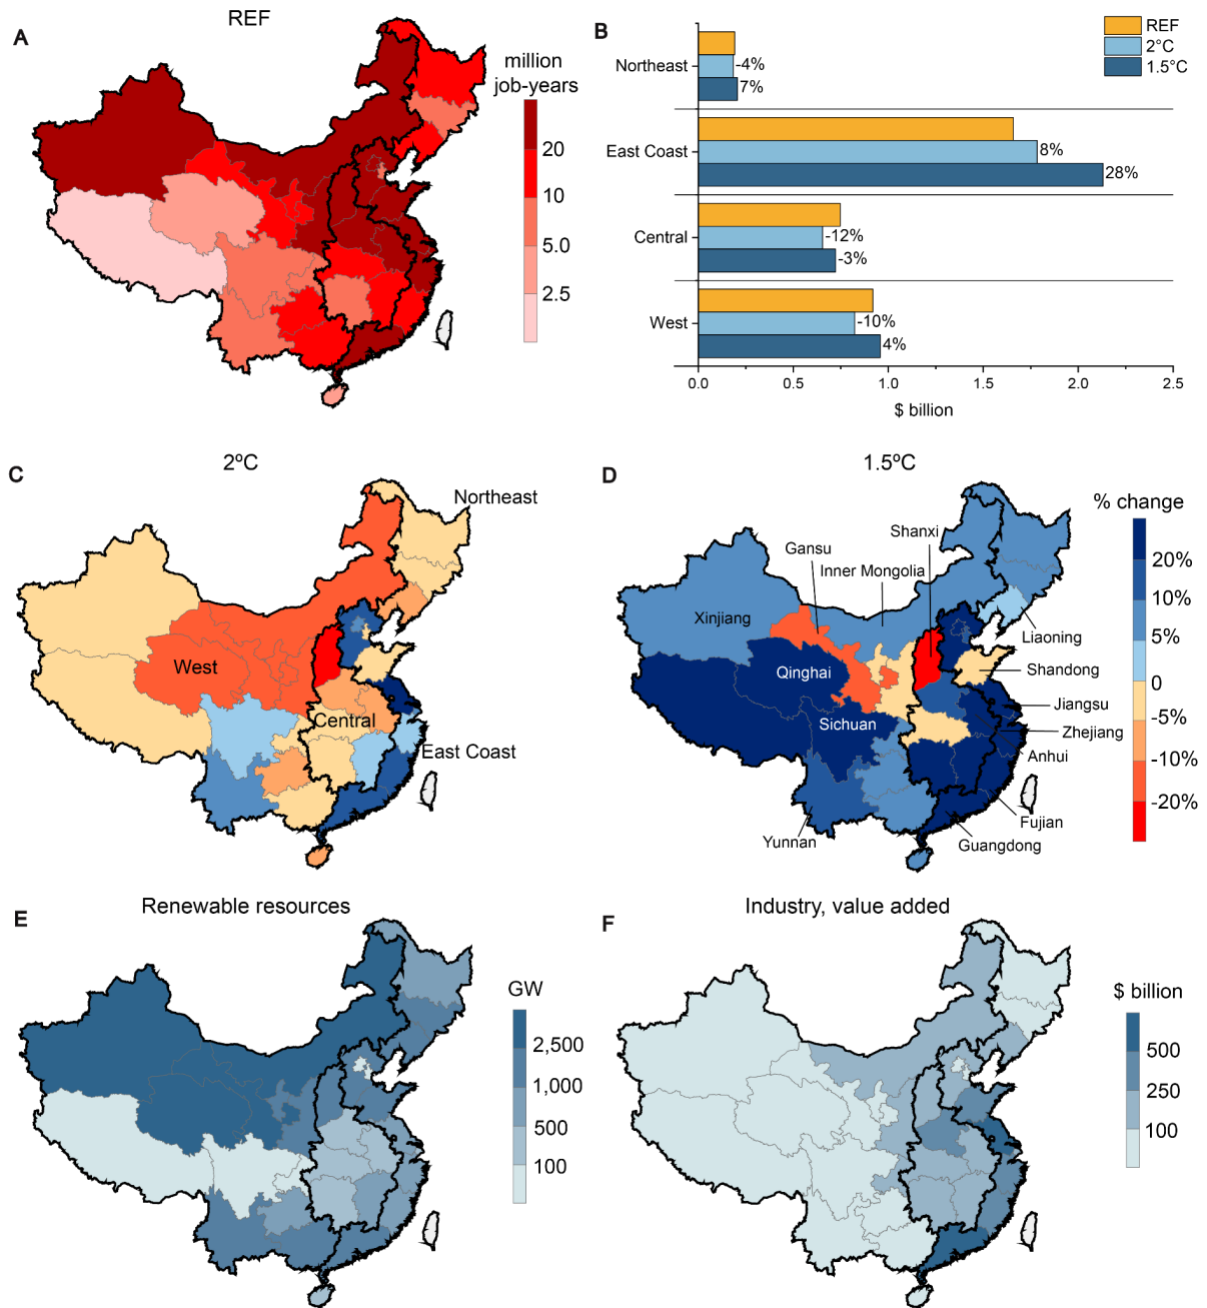 A
REF
million
job-years
20
10
5.0
2.5
B
REF
2°C
1.5°C
Northeast
-4%
7%
East Coast
8%
28%
Central
-12%
-3%
West
-10%
4%
0.0
0.5
1.0
1.5
2.0
2.5
$ billion
C
2ºC
Northeast
West
Central
East Coast
D
1.5ºC
% change
Shanxi
Gansu
Inner Mongolia
Xinjiang
Liaoning
Qinghai
Shandong
Jiangsu
Sichuan
Zhejiang
Anhui
Fujian
Yunnan
Guangdong
20%
10%
5%
0
-5%
-10%
-20%
E
Renewable resources
GW
2,500
1,000
500
100
F
Industry, value added
$ billion
500
250
100